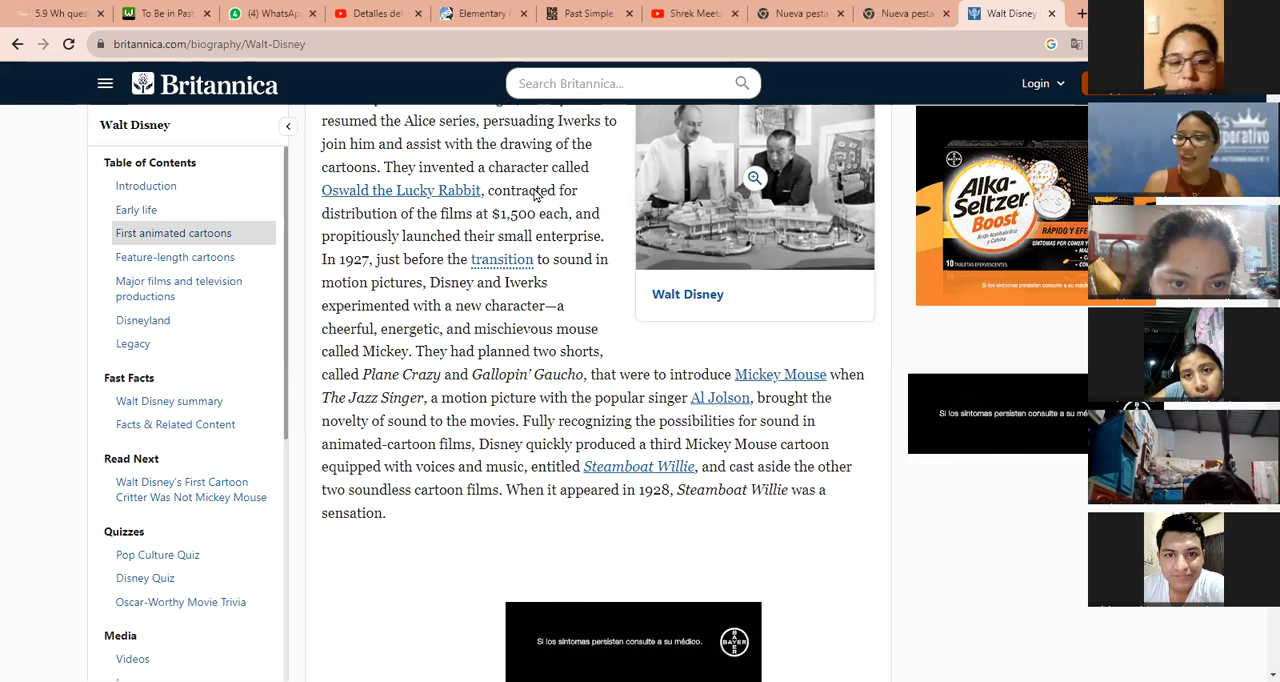 5.9 Wh quest
To Be in Past
(4) WhatsApp
Detalles del
Elementary
Past Simple
Shrek Meets
Nueva pesta
Nueva pesta
Walt Disney
britannica.com/biography/Walt-Disney
Britannica
Search Britannica...
Login
Walt Disney
Table of Contents
Introduction
Early life
First animated cartoons
Feature-length cartoons
Major films and television
productions
Disneyland
Legacy
Fast Facts
Walt Disney summary
Facts & Related Content
Read Next
Walt Disney's First Cartoon
Critter Was Not Mickey Mouse
Quizzes
Pop Culture Quiz
Disney Quiz
Oscar-Worthy Movie Trivia
Media
Videos
resumed the Alice series, persuading Iwerks to
join him and assist with the drawing of the
cartoons. They invented a character called
Oswald the Lucky Rabbit, contracted for
distribution of the films at $1,500 each, and
propitiously launched their small enterprise.
In 1927, just before the transition to sound in
motion pictures, Disney and Iwerks
experimented with a new character—a
cheerful, energetic, and mischievous mouse
called Mickey. They had planned two shorts,
called Plane Crazy and Gallopin' Gaucho, that were to introduce Mickey Mouse when
The Jazz Singer, a motion picture with the popular singer Al Jolson, brought the
novelty of sound to the movies. Fully recognizing the possibilities for sound in
animated-cartoon films, Disney quickly produced a third Mickey Mouse cartoon
equipped with voices and music, entitled Steamboat Willie, and cast aside the other
two soundless cartoon films. When it appeared in 1928, Steamboat Willie was a
sensation.
Walt Disney
Alka-
Seltzer
Boost
RÁPIDO Y EFE
Si los síntomas persisten consulte a su mé
Si los síntomas persisten consulte a su médico.
BAYER